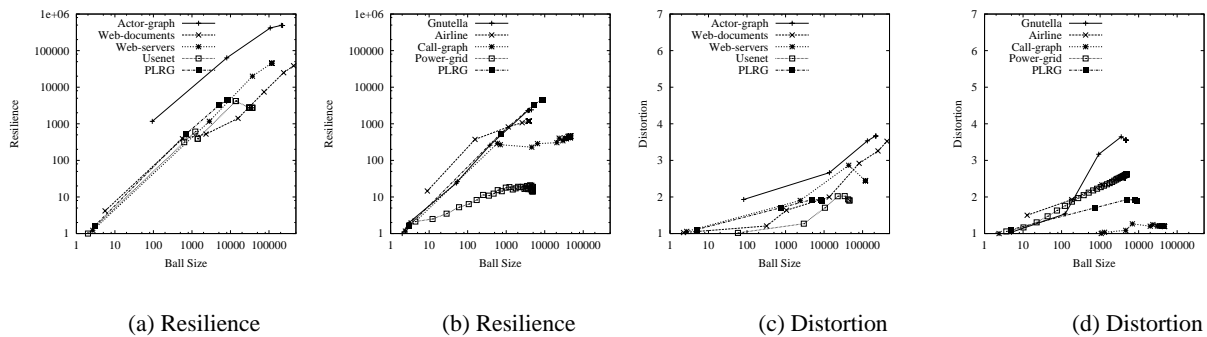 1e+06
100000
10000
1000
100
10
1
1 10 100 1000 10000 100000
Resilience
Ball Size
Actor-graph
Web-documents
Web-servers
Usenet
PLRG
(a) Resilience
1e+06
100000
10000
1000
100
10
1
1 10 100 1000 10000 100000
Resilience
Ball Size
Gnutella
Airline
Call-graph
Power-grid
PLRG
(b) Resilience
7
6
5
4
3
2
1
1 10 100 1000 10000 100000
Distortion
Ball Size
Actor-graph
Web-documents
Web-servers
Usenet
PLRG
(c) Distortion
7
6
5
4
3
2
1
1 10 100 1000 10000 100000
Distortion
Ball Size
Gnutella
Airline
Call-graph
Power-grid
PLRG
(d) Distortion